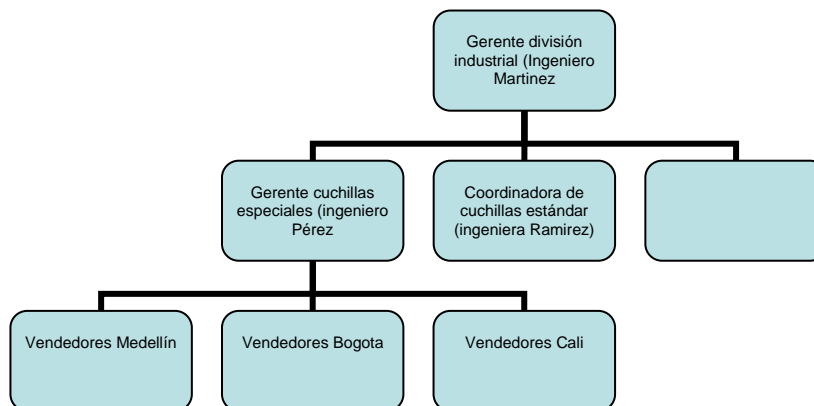 Gerente división
industrial (Ingeniero
Martinez
Gerente cuchillas
especiales (ingeniero
Pérez
Coordinadora de
cuchillas estándar
(ingeniera Ramirez)
Vendedores Medellín
Vendedores Bogota
Vendedores Cali